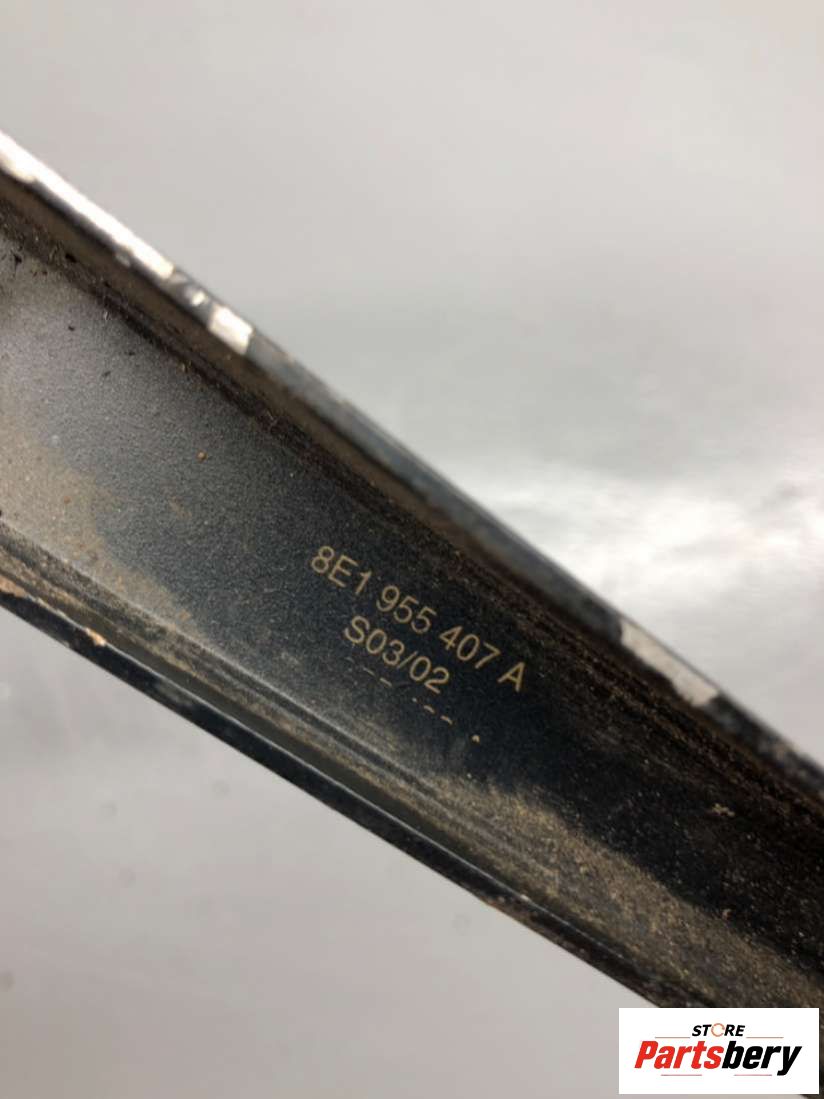 8E1 955 407 A
S03/02
STORE
Partsbery